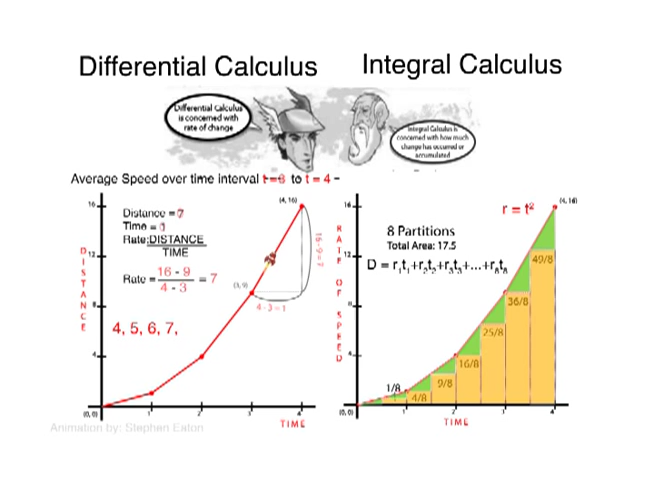 Differential Calculus
Integral Calculus
Differential Calculus
is concerned with
rate of change
Integral Calculus is
concerned with how much
change has occurred or
accumulated
Average Speed over time interval t=3 to t = 4 -
16
12
8
4
(0, 0)
1
2
3
4
DISTANCE
TIME
Distance = 7
Time = 1
Rate: DISTANCE
TIME
Rate = 16 - 9
4 - 3
= 7
4, 5, 6, 7,
(3, 9)
(4, 16)
16-9=7
4-3=1
Animation by: Stephen Eaton
16
12
8
4
(0, 0)
1
2
3
4
RATE OF SPEED
TIME
r = t²
(4, 16)
8 Partitions
Total Area: 17.5
D = r₁t₁+r₂t₂+r₃t₃+...+r₈t₈
1/8
4/8
9/8
16/8
25/8
36/8
49/8